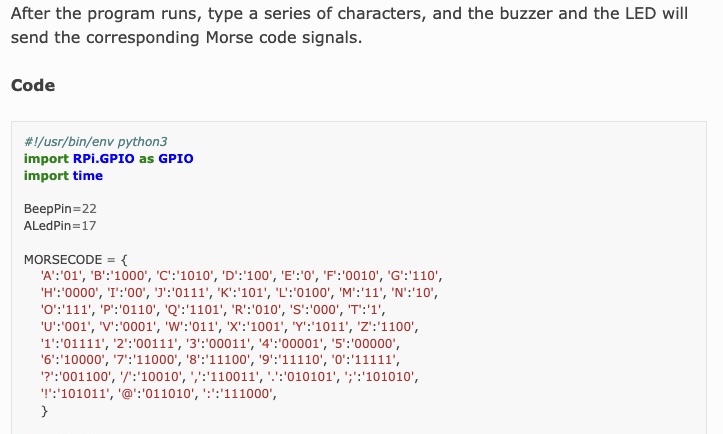 After the program runs, type a series of characters, and the buzzer and the LED will
send the corresponding Morse code signals.
Code
#!/usr/bin/env python3
import RPi.GPIO as GPIO
import time
BeepPin=22
ALedPin=17
MORSECODE = {
'A':'01', 'B':'1000', 'C':'1010', 'D':'100', 'E':'0', 'F':'0010', 'G':'110',
'H':'0000', 'I':'00', 'J':'0111', 'K':'101', 'L':'0100', 'M':'11', 'N':'10',
'O':'111', 'P':'0110', 'Q':'1101', 'R':'010', 'S':'000', 'T':'1',
'U':'001', 'V':'0001', 'W':'011', 'X':'1001', 'Y':'1011', 'Z':'1100',
'1':'01111', '2':'00111', '3':'00011', '4':'00001', '5':'00000',
'6':'10000', '7':'11000', '8':'11100', '9':'11110', '0':'11111',
'?':'001100', '/':'10010', ',':'110011', '.':'010101', ';':'101010',
'!':'101011', '@':'011010', ':':'111000',
}